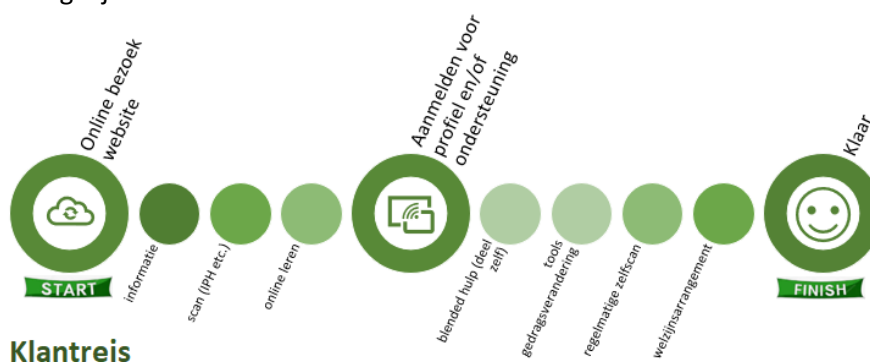 Online bezoek
website
Aanmelden voor
profiel en/of
ondersteuning
Klaar
START
informatie
scan (IPH etc.)
online leren
blended hulp (deel
zelf)
tools
gedragsverandering
regelmatige zelfscan
welzijnsarrangement
FINISH
Klantreis